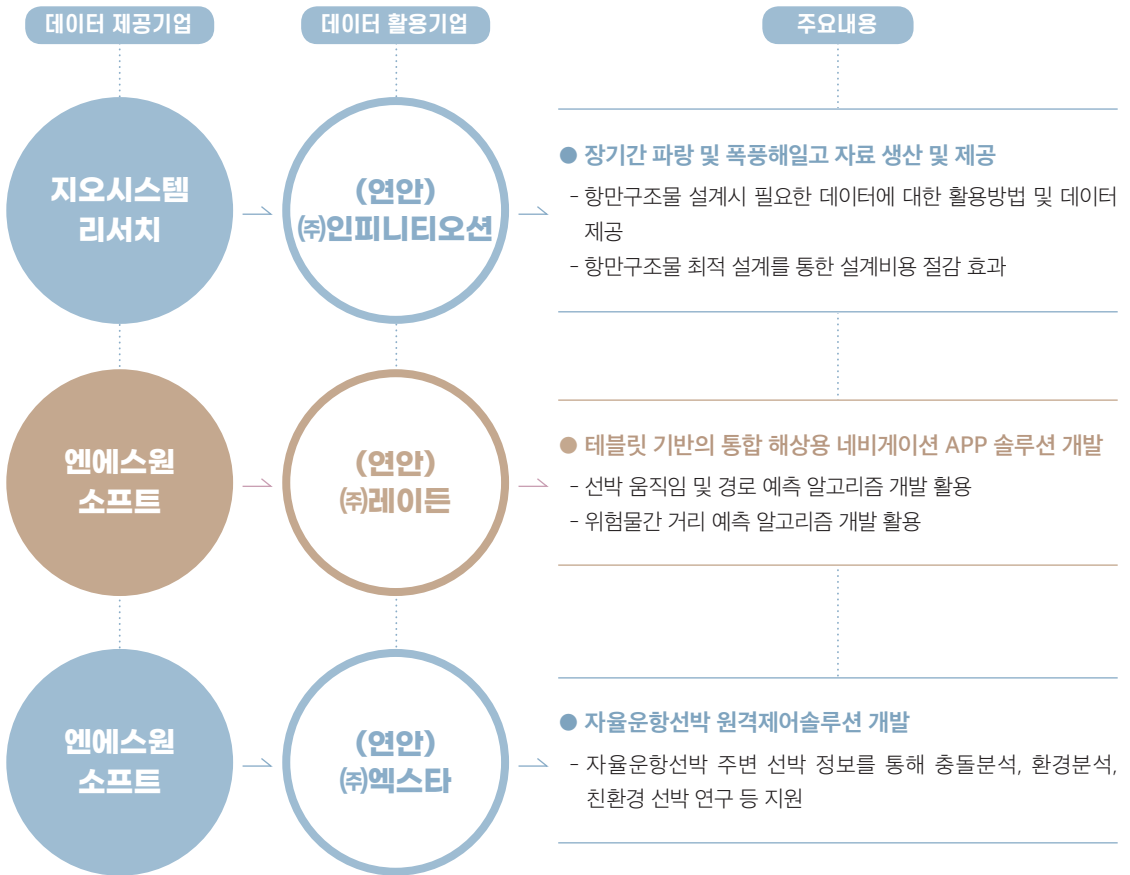 데이터 제공기업
데이터 활용기업
주요내용
지오시스템
리서치
(연안)
㈜인피니티오션
● 장기간 파랑 및 폭풍해일고 자료 생산 및 제공
- 항만구조물 설계시 필요한 데이터에 대한 활용방법 및 데이터
제공
- 항만구조물 최적 설계를 통한 설계비용 절감 효과
엔에스원
소프트
(연안)
㈜레이든
● 테블릿 기반의 통합 해상용 네비게이션 APP 솔루션 개발
- 선박 움직임 및 경로 예측 알고리즘 개발 활용
- 위험물간 거리 예측 알고리즘 개발 활용
엔에스원
소프트
(연안)
㈜엑스타
● 자율운항선박 원격제어솔루션 개발
- 자율운항선박 주변 선박 정보를 통해 충돌분석, 환경분석,
친환경 선박 연구 등 지원